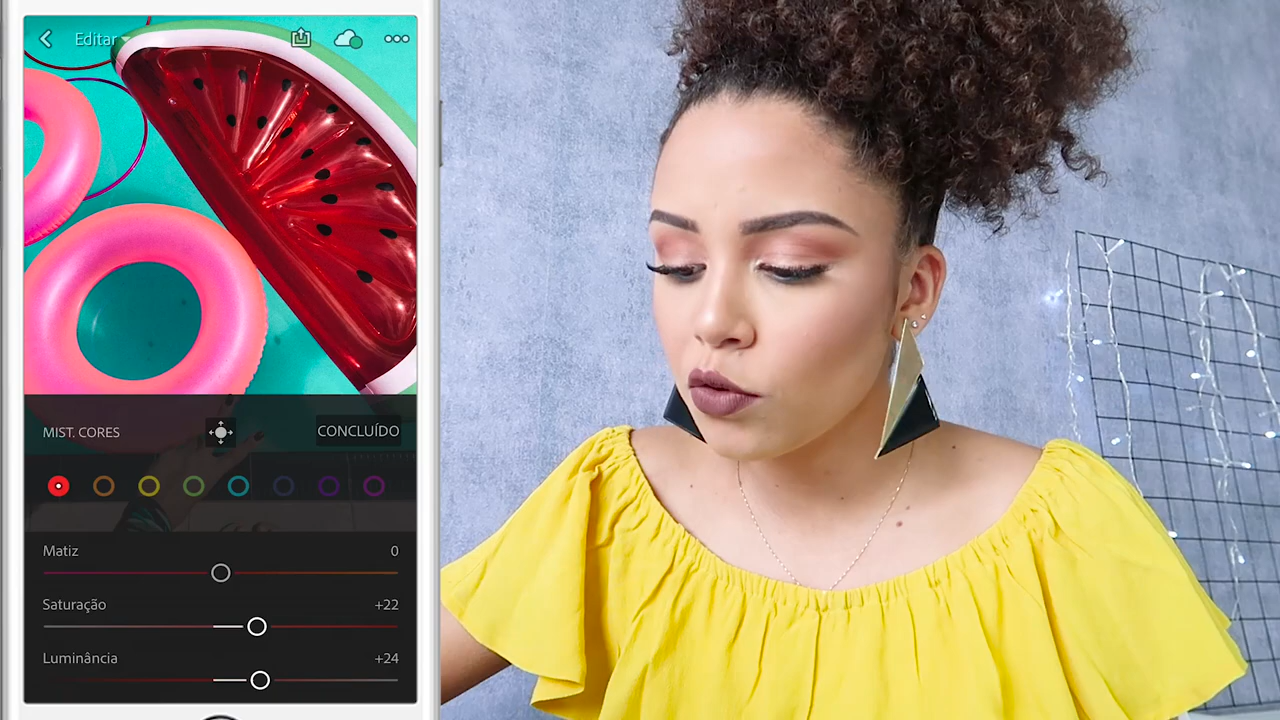 Editar
MIST. CORES CONCLUÍDO
Matiz 0
Saturação +22
Luminância +24